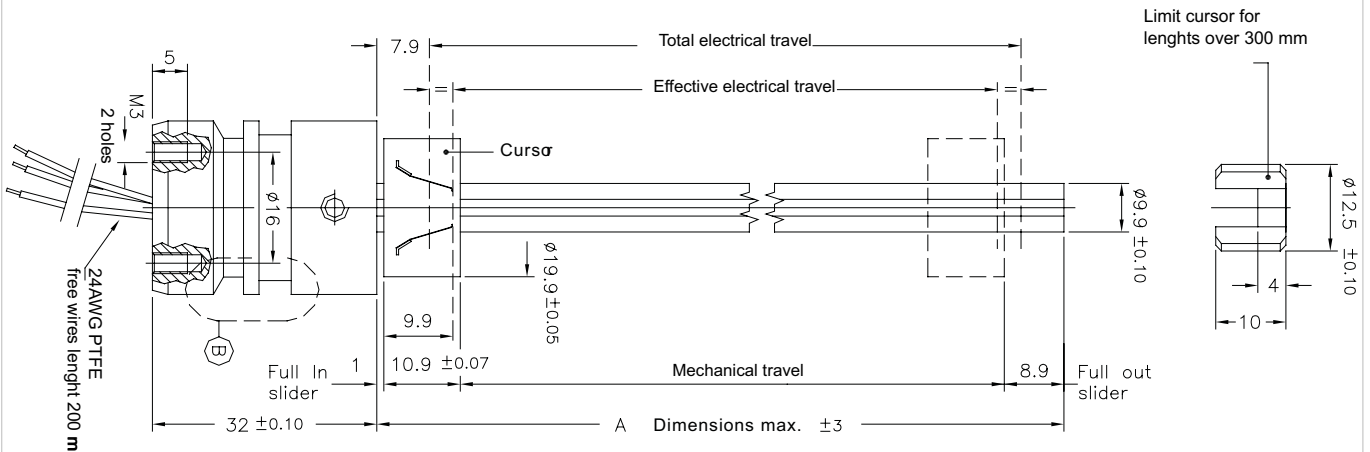 Limit cursor for
lenghts over 300 mm
7.9
Total electrical travel
5
=
Effective electrical travel
=
M3
2 holes
Cursor
ø16
ø9.9 ±0.10
ø12.5 ±0.10
4
10
ø19.9±0.05
24AWG PTFE
free wires lenght 200 m
9.9
B
Full In
slider
1
10.9 ±0.07
Mechanical travel
8.9
Full out
slider
32 ±0.10
A Dimensions max. ±3